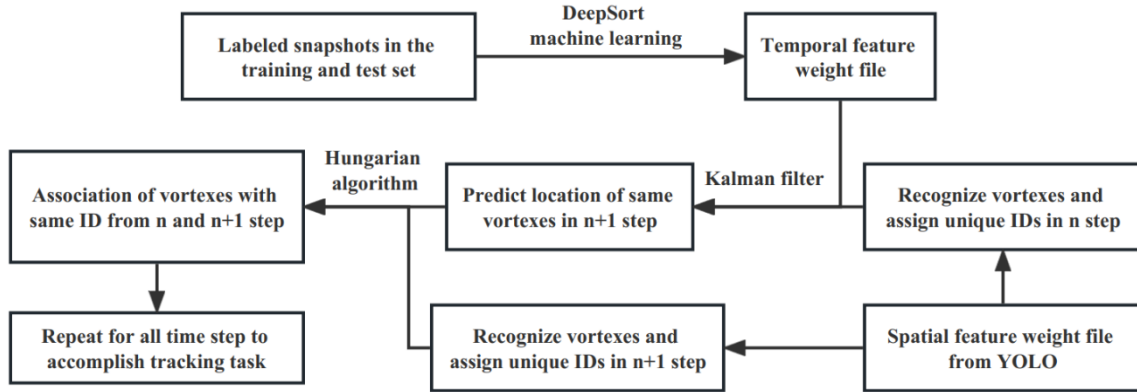 Labeled snapshots in the
training and test set
DeepSort
machine learning
Temporal feature
weight file
Association of vortexes with
same ID from n and n+1 step
Hungarian
algorithm
Predict location of same
vortexes in n+1 step
Kalman filter
Recognize vortexes and
assign unique IDs in n step
Repeat for all time step to
accomplish tracking task
Recognize vortexes and
assign unique IDs in n+1 step
Spatial feature weight file
from YOLO